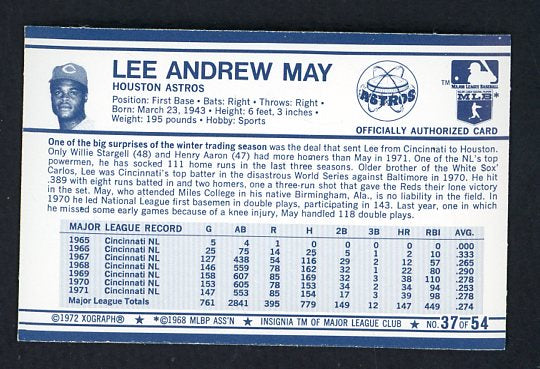 LEE ANDREW MAY
HOUSTON ASTROS
Position: First Base • Bats: Right • Throws: Right •
Born: March 23, 1943 • Height: 6 feet, 3 inches •
Weight: 195 pounds • Hobby: Sports
ASTROS
TM
MAJOR LEAGUE BASEBALL
MLB*
OFFICIALLY AUTHORIZED CARD
One of the big surprises of the winter trading season was the deal that sent Lee from Cincinnati to Houston.
Only Willie Stargell (48) and Henry Aaron (47) had more homers than May in 1971. One of the NL's top
powermen, he has socked 111 home runs in the last three seasons. Older brother of the White Sox'
Carlos, Lee was Cincinnati's top batter in the disastrous World Series against Baltimore in 1970. He hit
.389 with eight runs batted in and two homers, one a three-run shot that gave the Reds their lone victory
in the set. May, who attended Miles College in his native Birmingham, Ala., is no liability in the field. In
1970 he led National League first basemen in double plays, participating in 143. Last year, one in which
he missed some early games because of a knee injury, May handled 118 double plays.
MAJOR LEAGUE RECORD G AB R H 2B 3B HR RBI AVG.
1965 Cincinnati NL 5 4 1 0 0 0 0 0 .000
1966 Cincinnati NL 25 75 14 25 5 1 2 10 .333
1967 Cincinnati NL 127 438 54 116 29 2 12 57 .265
1968 Cincinnati NL 146 559 78 162 32 1 22 80 .290
1969 Cincinnati NL 158 607 85 169 32 3 38 110 .278
1970 Cincinnati NL 153 605 78 153 34 2 34 94 .253
1971 Cincinnati NL 147 553 85 154 17 3 39 98 .278
Major League Totals 761 2841 395 779 149 12 147 449 .274
©1972 XOGRAPH® ★ *©1968 MLBP ASS'N ★ INSIGNIA TM OF MAJOR LEAGUE CLUB ★ NO. 37 OF 54